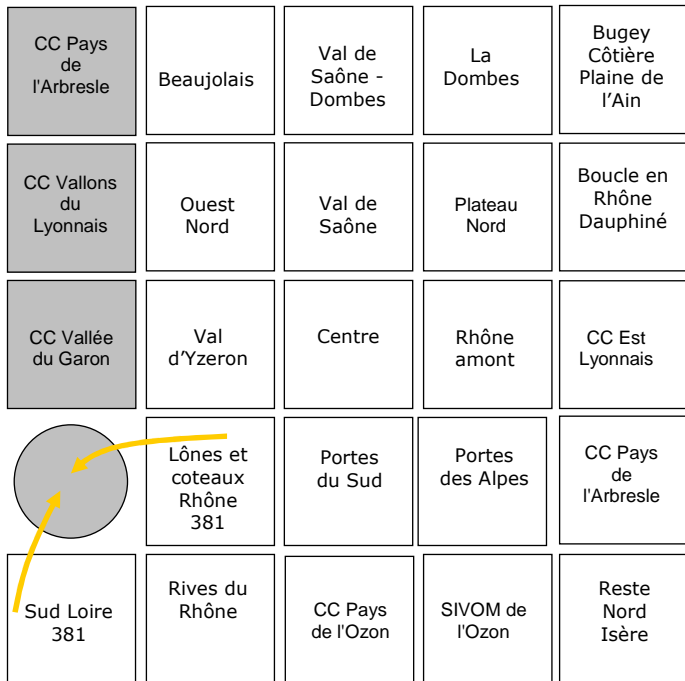 CC Pays
de
l'Arbresle
Beaujolais
Val de
Saône -
Dombes
La
Dombes
Bugey
Côtière
Plaine de
l'Ain
CC Vallons
du
Lyonnais
Ouest
Nord
Val de
Saône
Plateau
Nord
Boucle en
Rhône
Dauphiné
CC Vallée
du Garon
Val
d'Yzeron
Centre
Rhône
amont
CC Est
Lyonnais
Lônes et
coteaux
Rhône
381
Portes
du Sud
Portes
des Alpes
CC Pays
de
l'Arbresle
Sud Loire
381
Rives du
Rhône
CC Pays
de l'Ozon
SIVOM de
l'Ozon
Reste
Nord
Isère